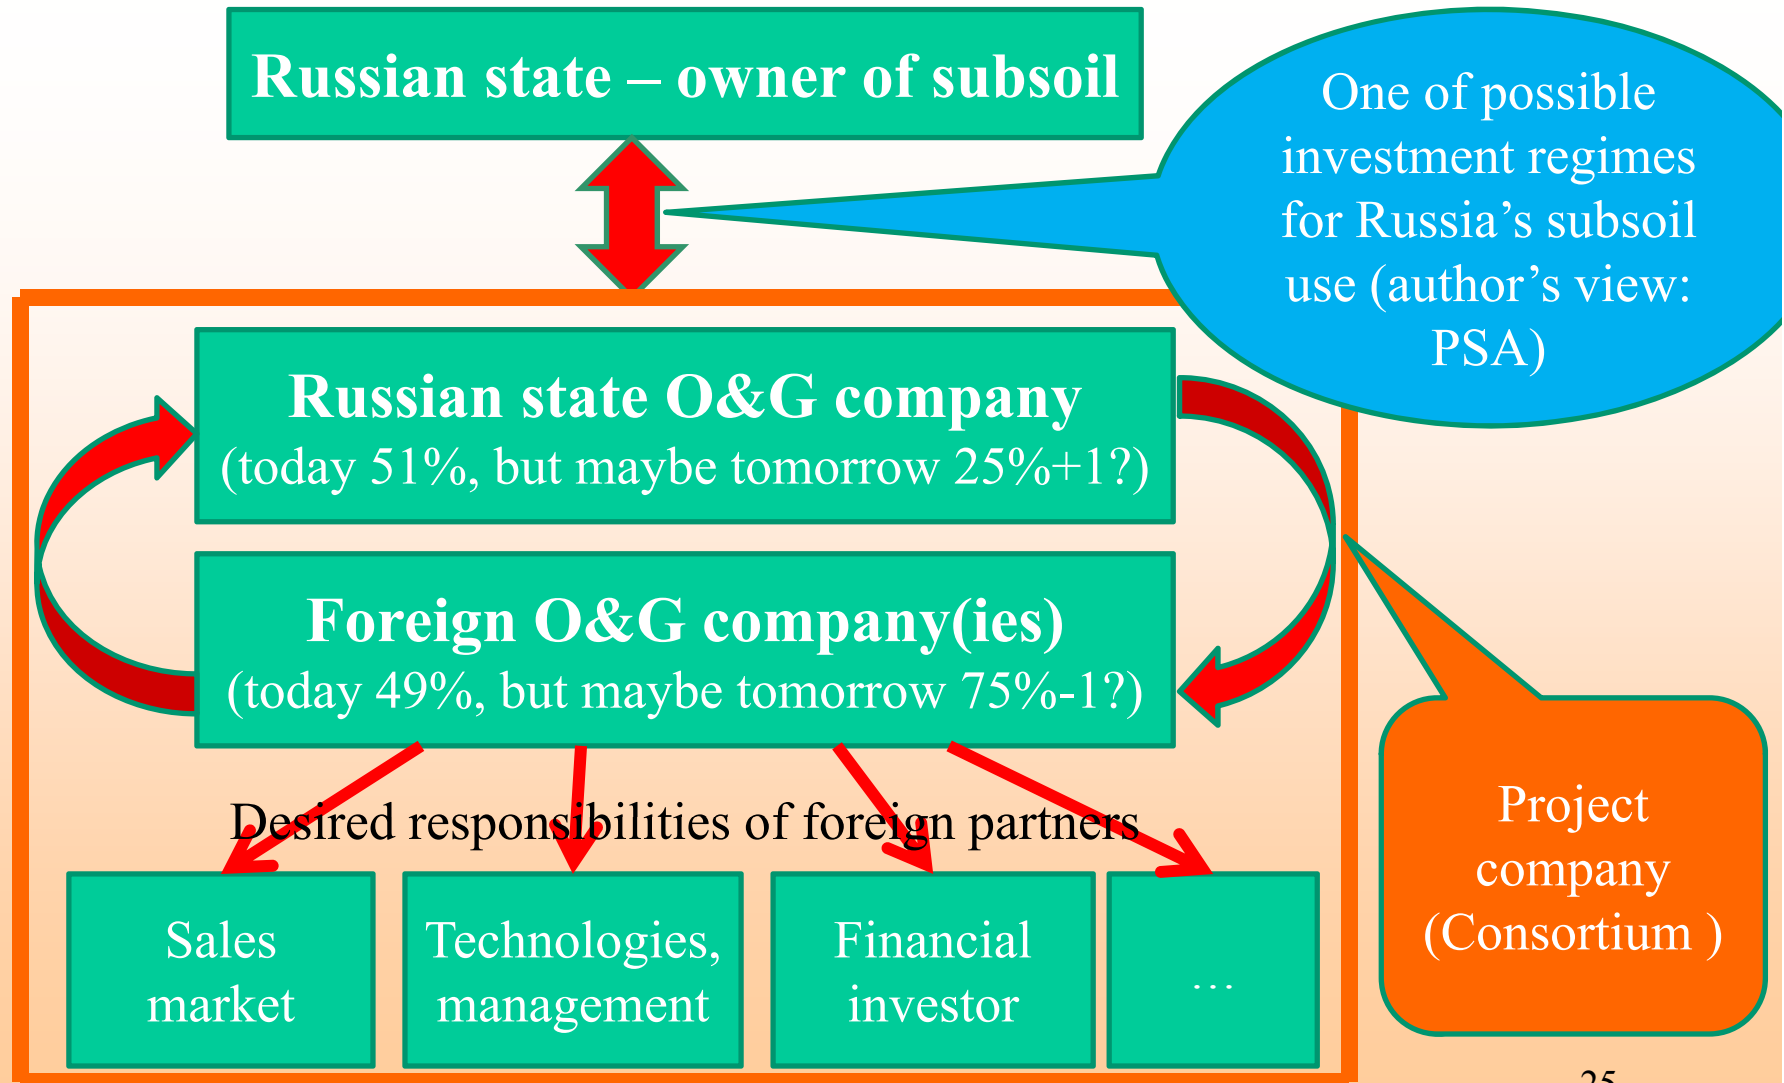 Russian state – owner of subsoil
One of possible
investment regimes
for Russia’s subsoil
use (author’s view:
PSA)
Russian state O&G company
(today 51%, but maybe tomorrow 25%+1?)
Foreign O&G company(ies)
(today 49%, but maybe tomorrow 75%-1?)
Desired responsibilities of foreign partners
Sales
market
Technologies,
management
Financial
investor
…
Project
company
(Consortium )
25